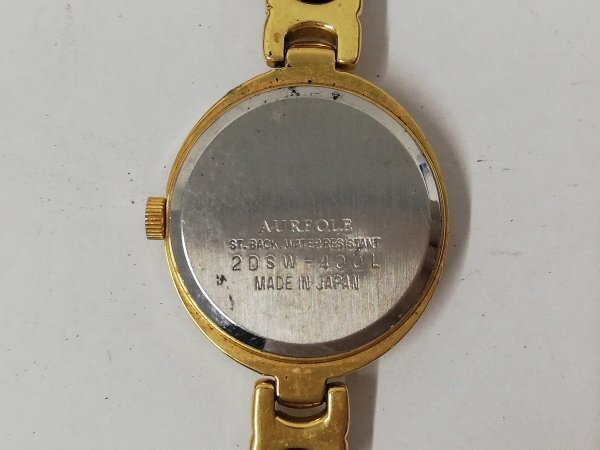 AUREOLE
ST. BACK WATER RESISTANT
2DSW-400L
MADE IN JAPAN